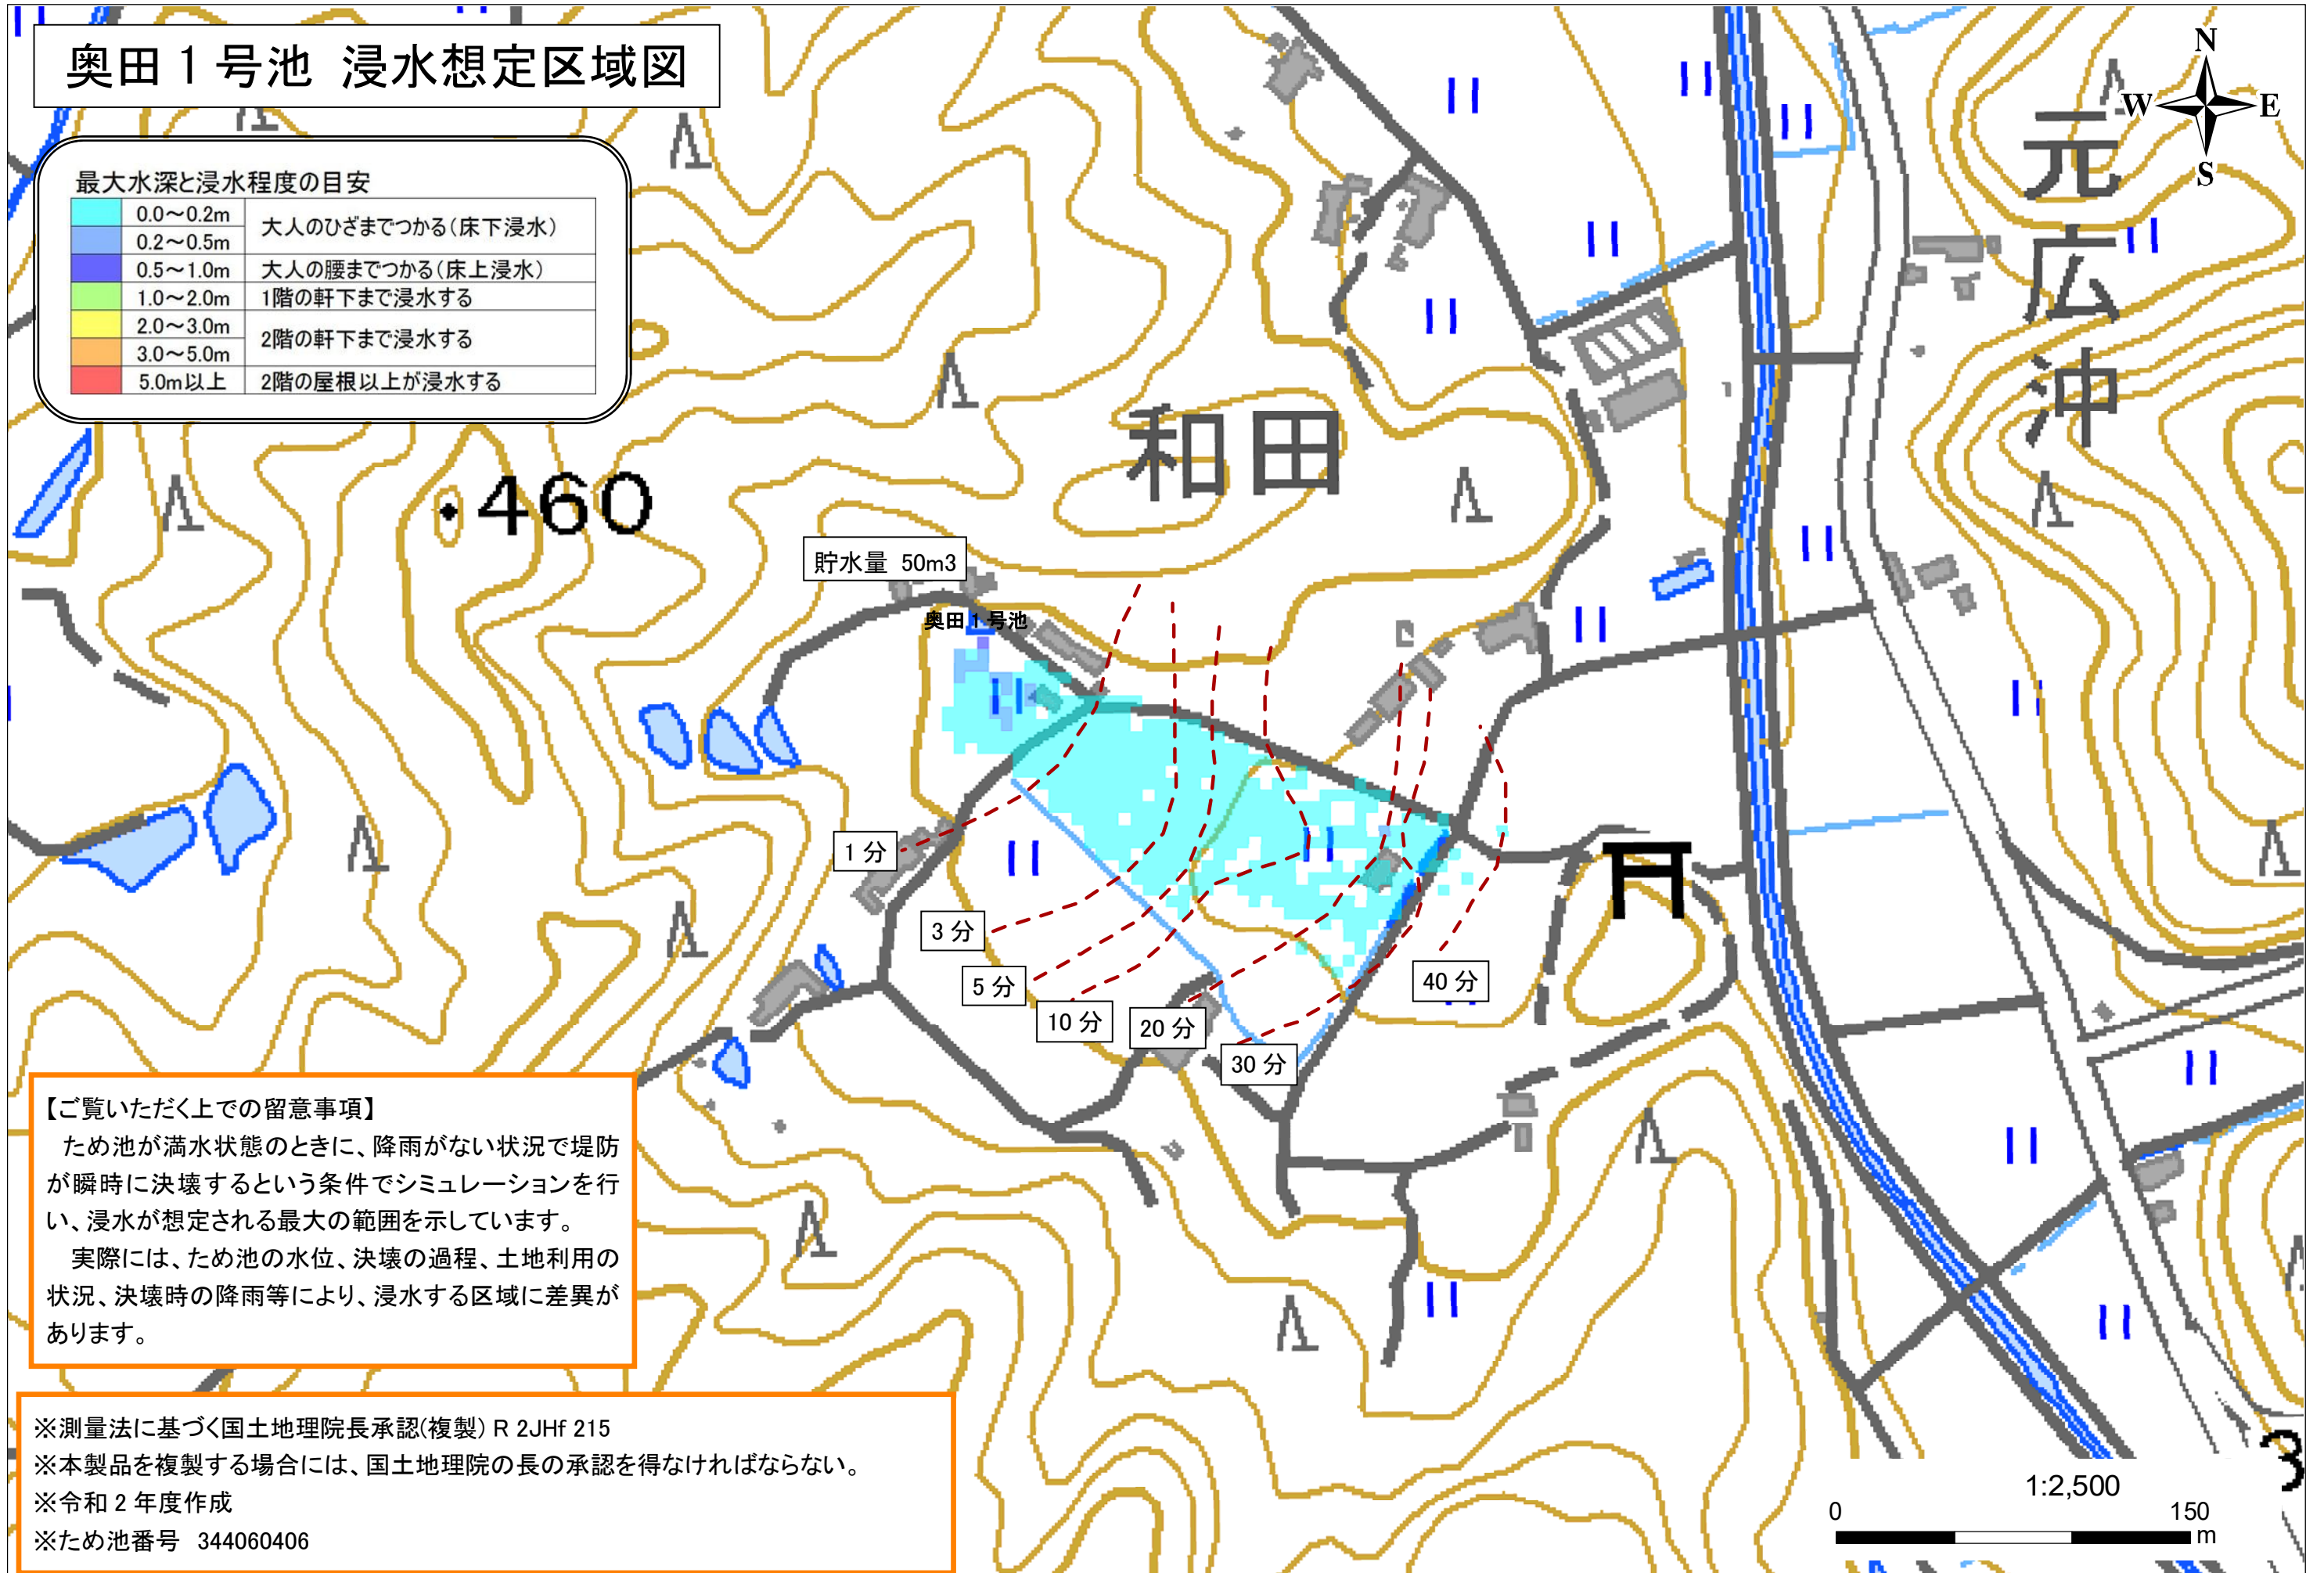 奥田１号池 浸水想定区域図
N
W
E
S
最大水深と浸水程度の目安
0.0～0.2m
大人のひざまでつかる(床下浸水)
0.2～0.5m
0.5～1.0m
大人の腰までつかる(床上浸水)
1.0～2.0m
1階の軒下まで浸水する
2.0～3.0m
2階の軒下まで浸水する
3.0～5.0m
5.0m以上
2階の屋根以上が浸水する
元広沖
和田
460
貯水量 50m3
奥田１号池
1 分
3 分
5 分
10 分
20 分
30 分
40 分
【ご覧いただく上での留意事項】
ため池が満水状態のときに、降雨がない状況で堤防
が瞬時に決壊するという条件でシミュレーションを行
い、浸水が想定される最大の範囲を示しています。
実際には、ため池の水位、決壊の過程、土地利用の
状況、決壊時の降雨等により、浸水する区域に差異が
あります。
※測量法に基づく国土地理院長承認(複製) R 2JHf 215
※本製品を複製する場合には、国土地理院の長の承認を得なければならない。
※令和 2 年度作成
※ため池番号 344060406
1:2,500
0
150
m